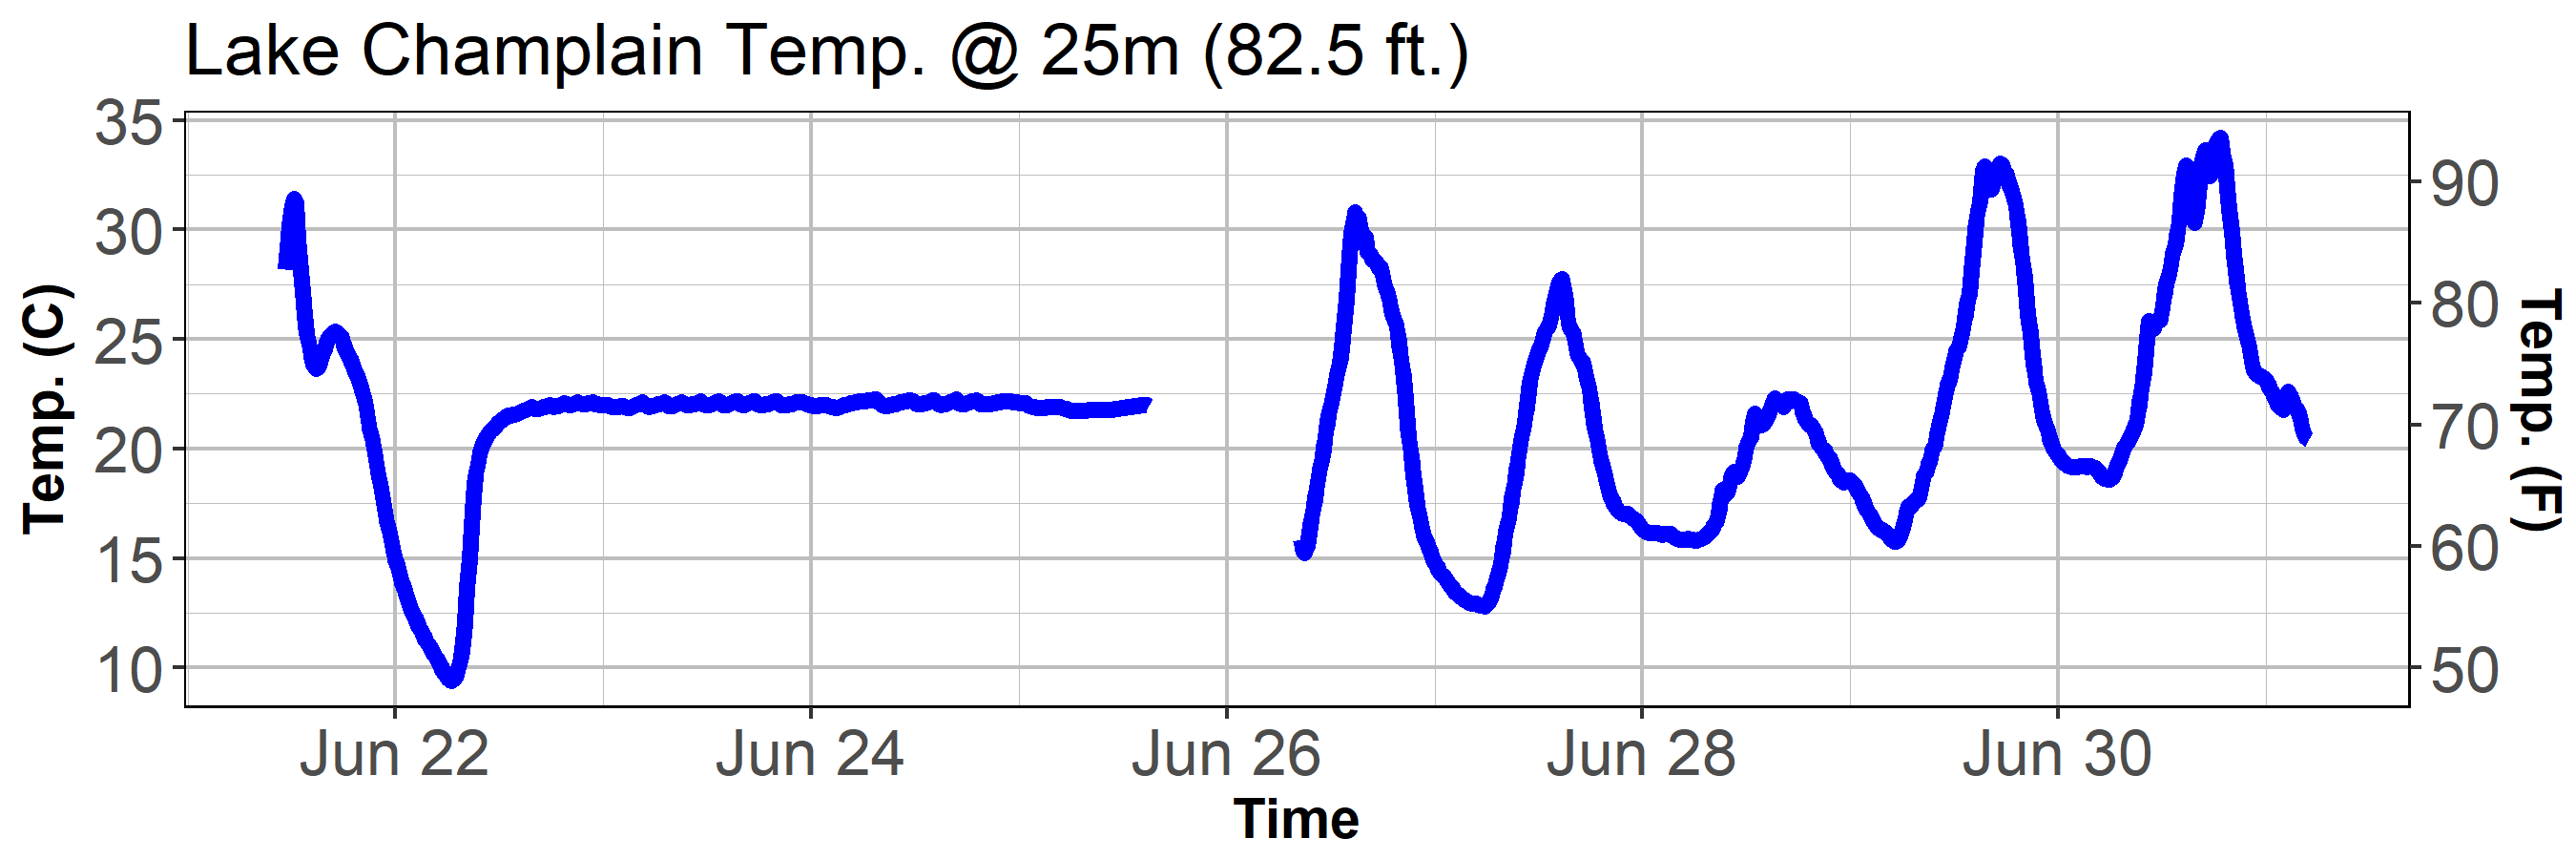 Lake Champlain Temp. @ 25m (82.5 ft.)
Temp. (C)
35
30
25
20
15
10
90
80
70
60
50
Temp. (F)
Jun 22 Jun 24 Jun 26 Jun 28 Jun 30
Time